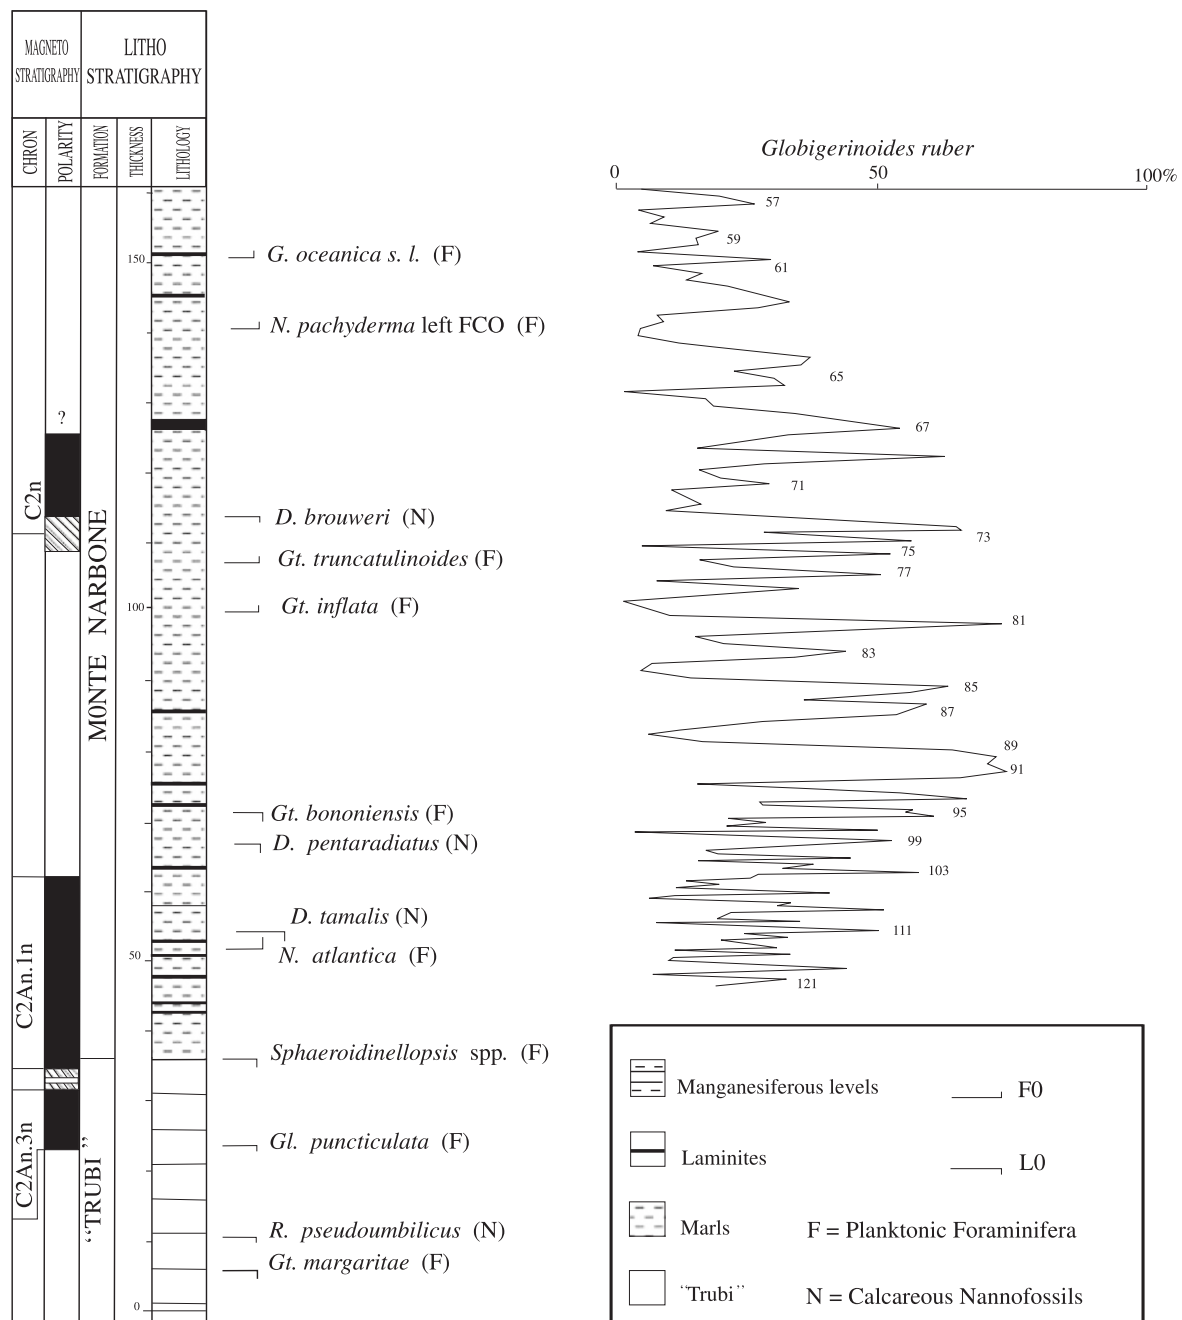 MAGNETO
STRATIGRAPHY
LITHO
STRATIGRAPHY
CHRON
POLARITY
FORMATION
THICKNESS
LITHOLOGY
Globigerinoides ruber
0 50 100%
57
59
150
G. oceanica s. l. (F)
61
N. pachyderma left FCO (F)
65
?
67
71
C2n
D. brouweri (N)
73
75
Gt. truncatulinoides (F)
77
100
Gt. inflata (F)
81
83
MONTE NARBONE
85
87
89
91
Gt. bononiensis (F)
95
D. pentaradiatus (N)
99
103
D. tamalis (N)
111
50
N. atlantica (F)
C2An.1n
121
Sphaeroidinellopsis spp. (F)
Manganesiferous levels
F0
Gl. puncticulata (F)
C2An.3n
Laminites
L0
"TRUBI"
R. pseudoumbilicus (N)
Marls
F = Planktonic Foraminifera
Gt. margaritae (F)
"Trubi"
N = Calcareous Nannofossils
0